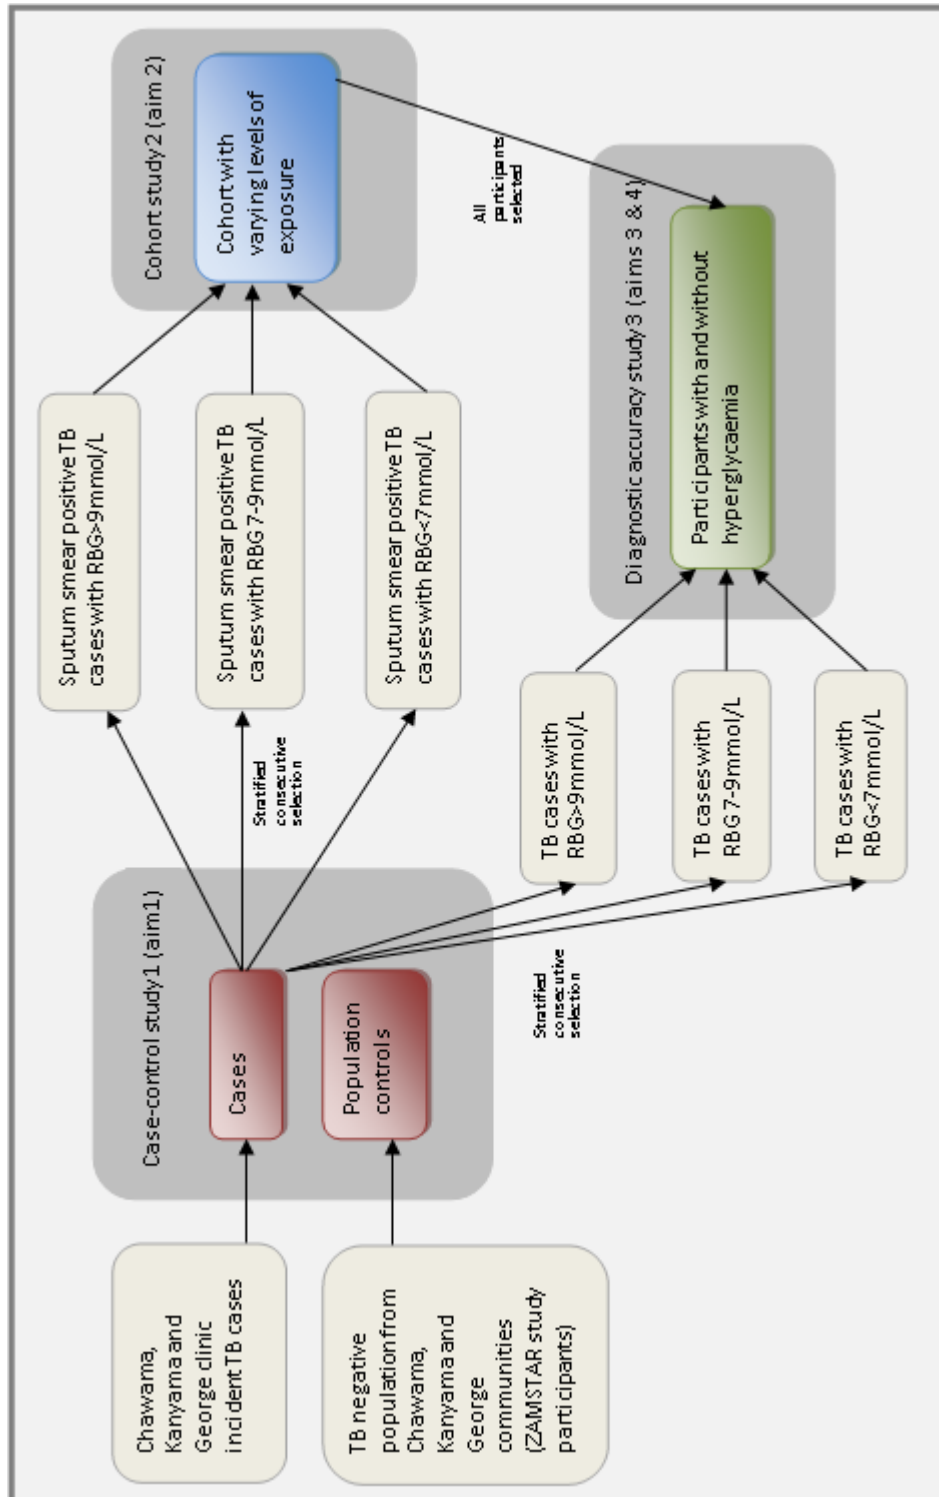 Chawama,
Kanyama and
George clinic
incident TB cases
TB negative
population from
Chawama,
Kanyama and
George
communities
(ZAMSTAR study
participants)
Case-control study1 (aim1)
Cases
Population
controls
Stratified
consecutive
selection
Sputum smear positive TB
cases with RBG>9mmol/L
Sputum smear positive TB
cases with RBG 7-9mmol/L
Sputum smear positive TB
cases with RBG<7mmol/L
Cohort study2 (aim 2)
Cohort with
varying levels of
exposure
Stratified
consecutive
selection
TB cases with
RBG>9mmol/L
TB cases with
RBG 7-9mmol/L
TB cases with
RBG<7mmol/L
All
participants
selected
Diagnostic accuracy study3 (aims 3 & 4)
Participants with and without
hyperglycaemia